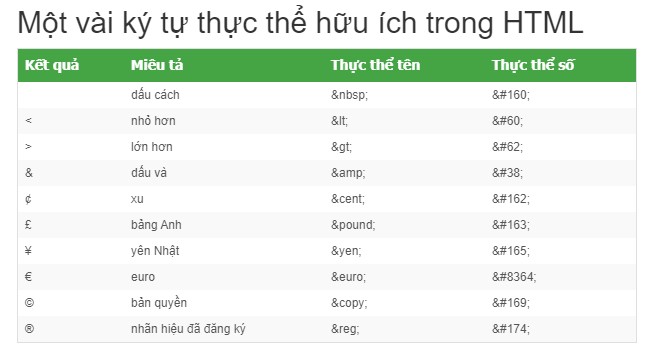 Một vài ký tự thực thể hữu ích trong HTML
Kết quả Miêu tả Thực thể tên Thực thể số
dấu cách &nbsp; &#160;
< nhỏ hơn &lt; &#60;
> lớn hơn &gt; &#62;
& dấu và &amp; &#38;
¢ xu &cent; &#162;
£ bảng Anh &pound; &#163;
¥ yên Nhật &yen; &#165;
€ euro &euro; &#8364;
© bản quyền &copy; &#169;
® nhãn hiệu đã đăng ký &reg; &#174;